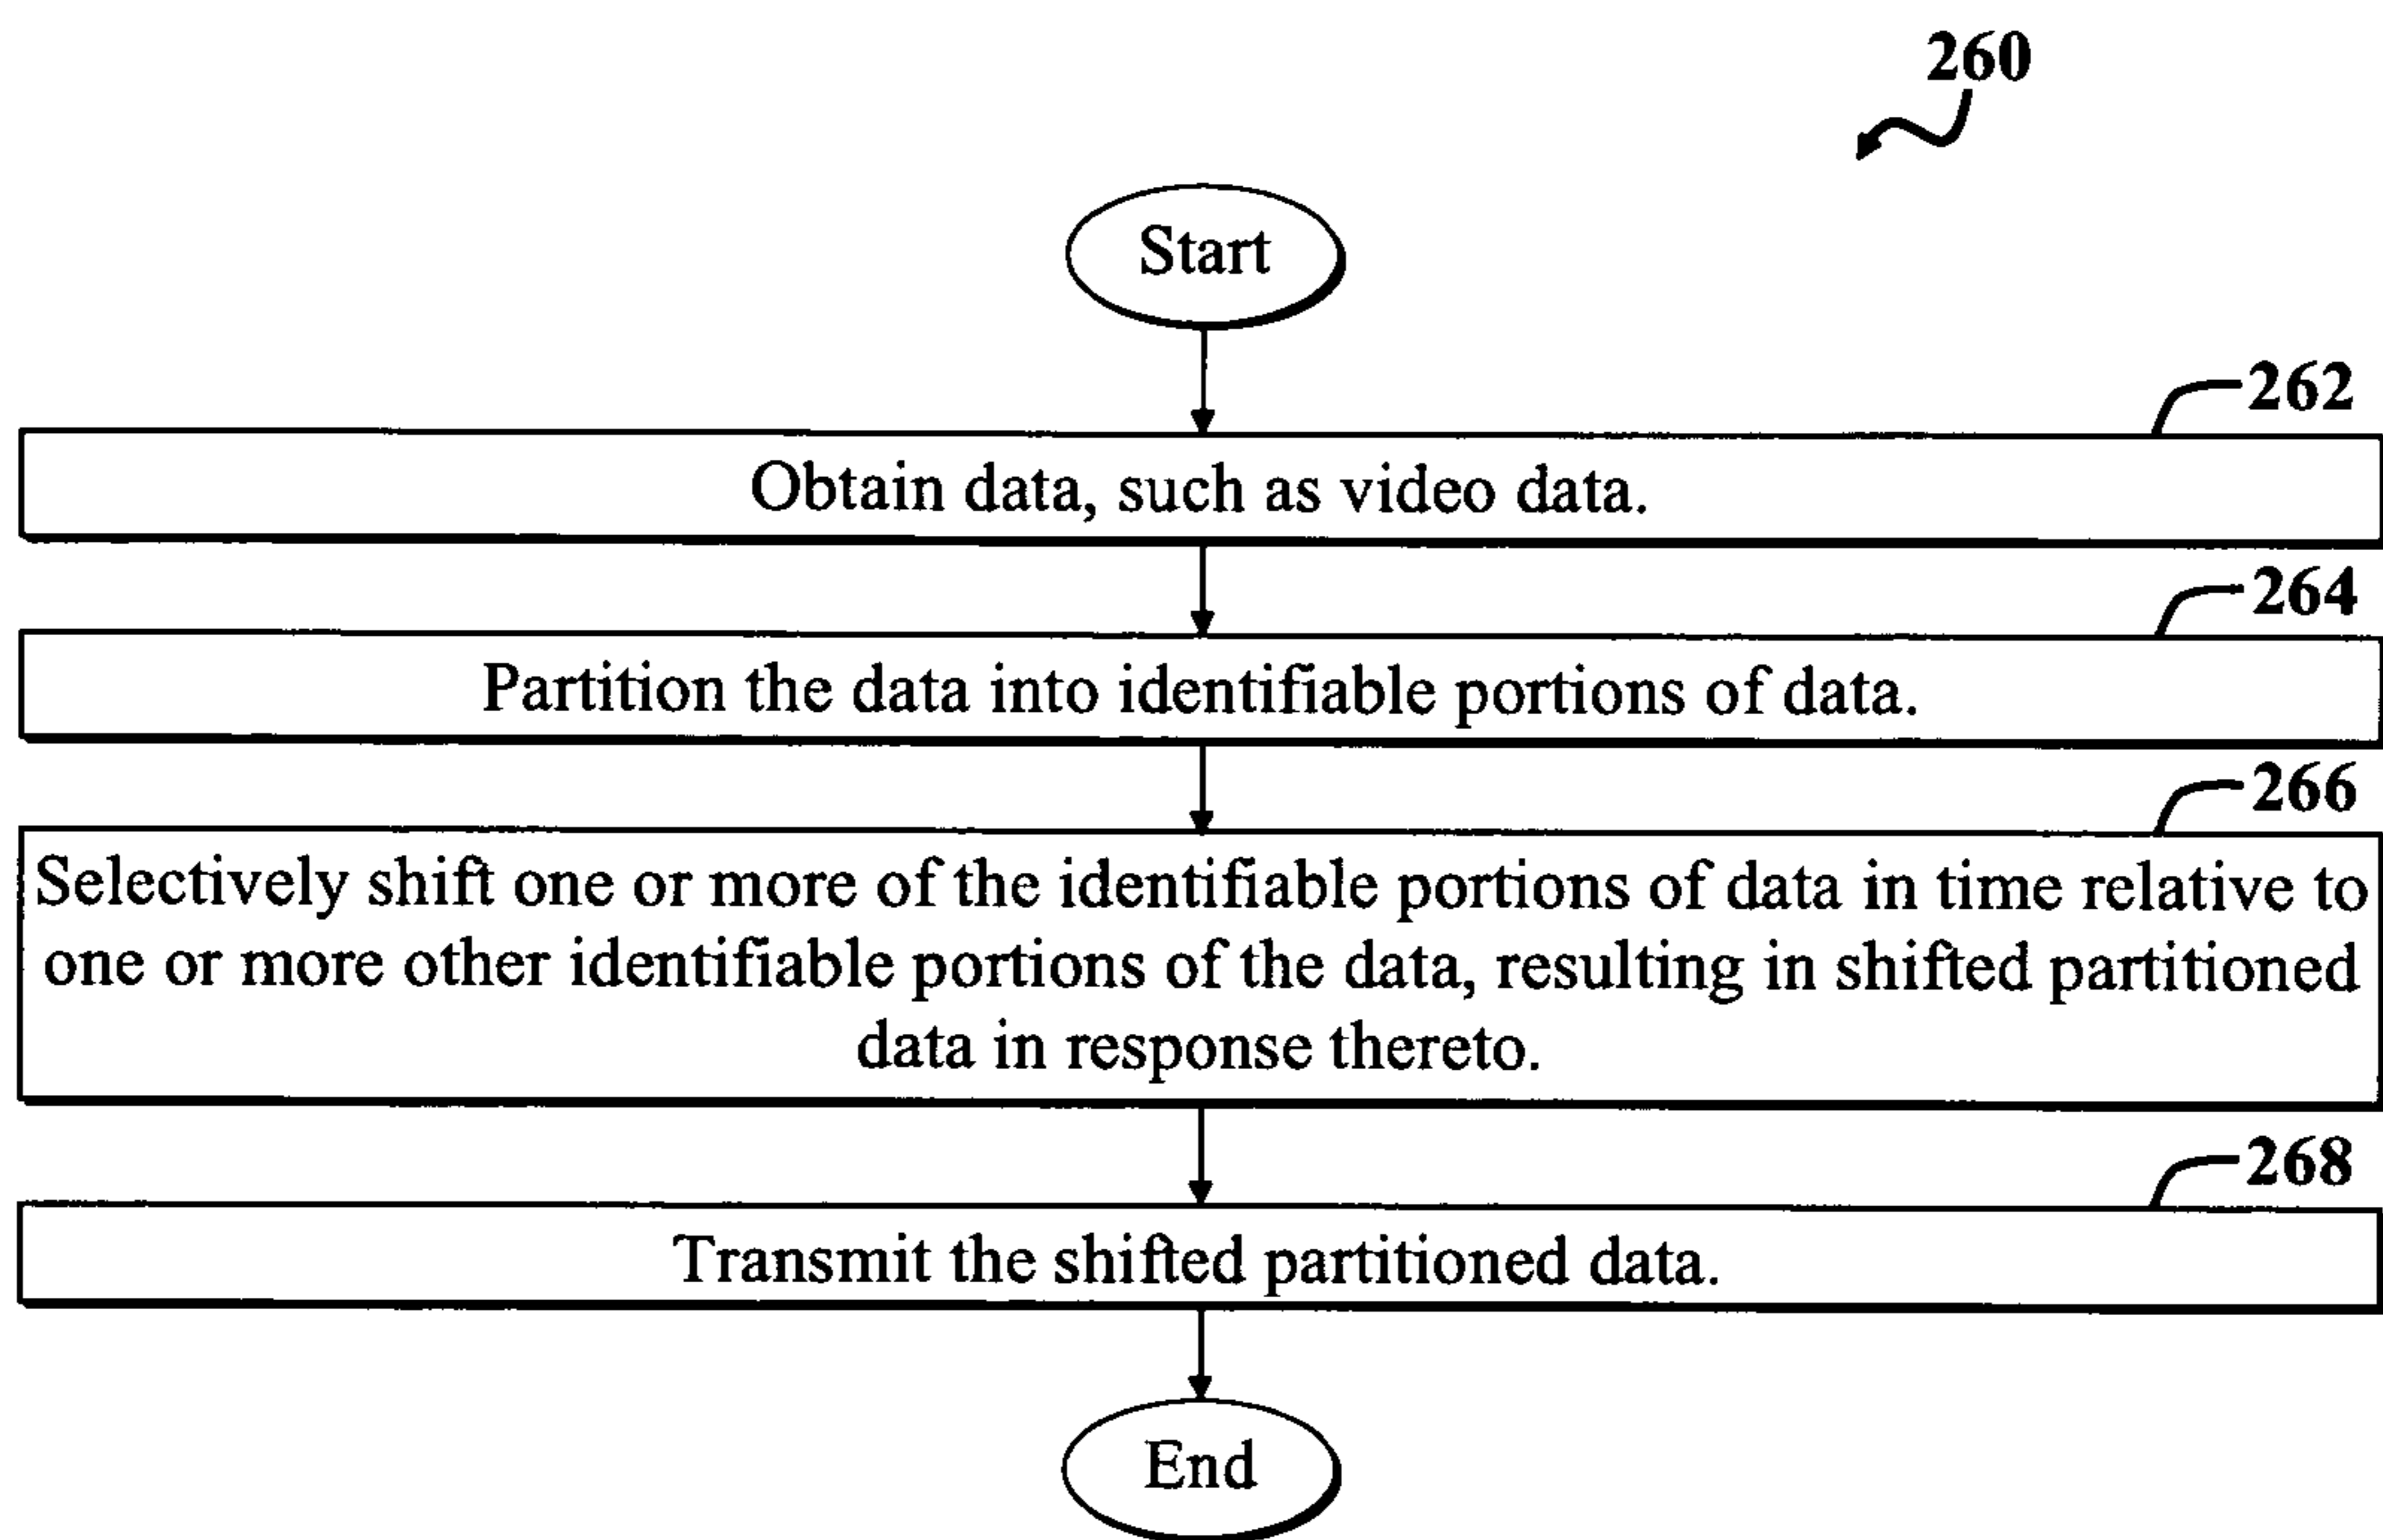 260
Start
262
Obtain data, such as video data.
264
Partition the data into identifiable portions of data.
266
Selectively shift one or more of the identifiable portions of data in time relative to
one or more other identifiable portions of the data, resulting in shifted partitioned
data in response thereto.
268
Transmit the shifted partitioned data.
End